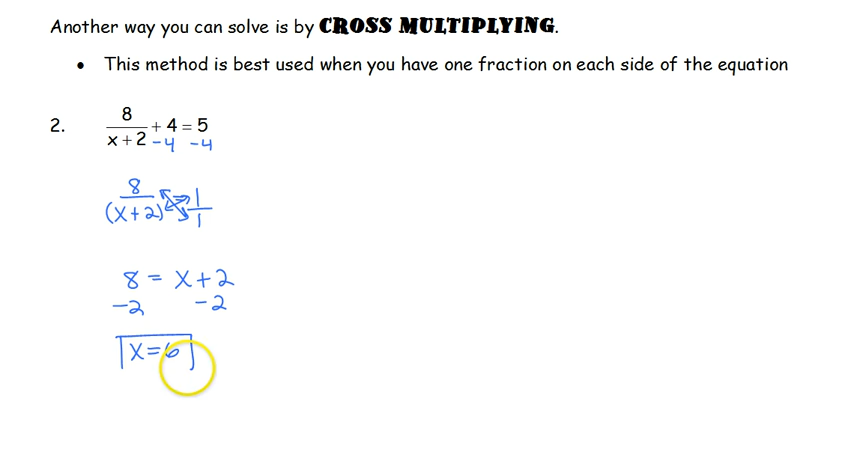 Another way you can solve is by CROSS MULTIPLYING.
• This method is best used when you have one fraction on each side of the equation
2. 8/(x + 2) + 4 = 5
-4 -4
8/(x+2) = 1/1
8 = x+2
-2 -2
x=6